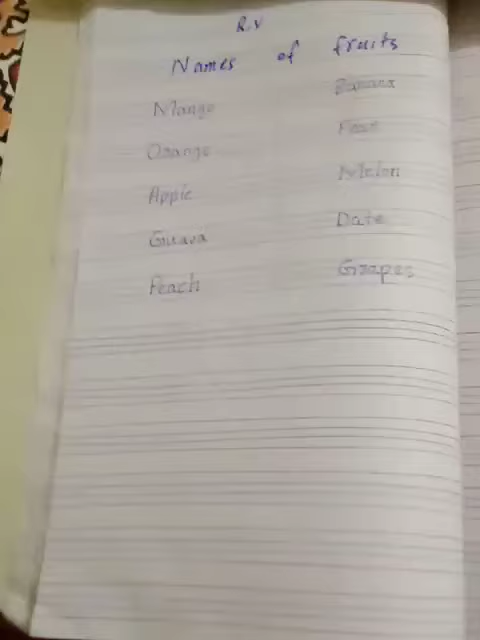 R.V
Names of fruits
Mango Banana
Orange Pear
Apple Melon
Guava Date
Peach Grapes